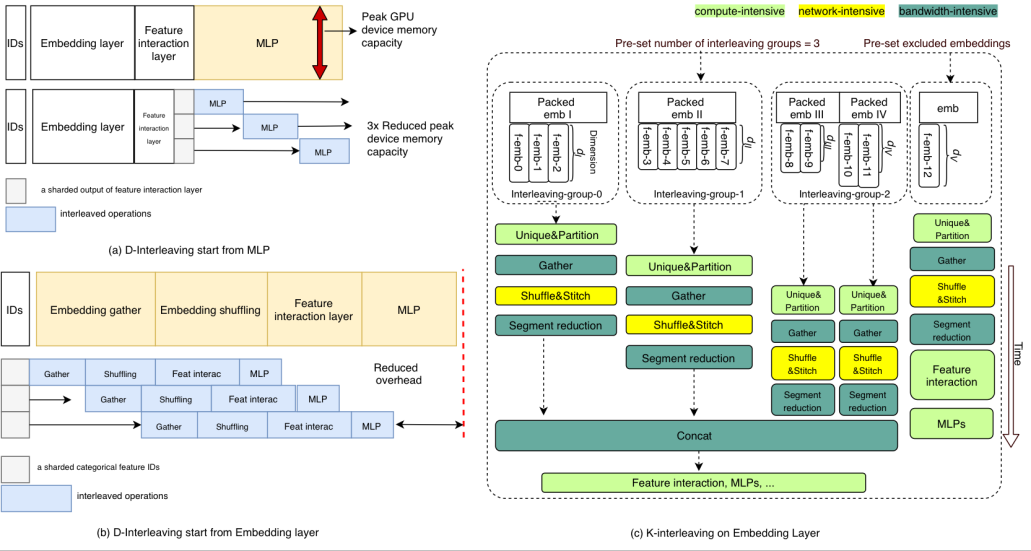 IDs
Embedding layer
Feature
interaction
layer
MLP
Peak GPU
device memory
capacity
IDs
Embedding layer
Feature
interaction
layer
MLP
MLP
MLP
3x Reduced peak
device memory
capacity
a sharded output of feature interaction layer
interleaved operations
(a) D-Interleaving start from MLP
IDs
Embedding gather
Embedding shuffling
Feature
interaction layer
MLP
Gather
Shuffling
Feat interac
MLP
Gather
Shuffling
Feat interac
MLP
Gather
Shuffling
Feat interac
MLP
Reduced
overhead
a sharded categorical feature IDs
interleaved operations
(b) D-Interleaving start from Embedding layer
compute-intensive
network-intensive
bandwidth-intensive
Pre-set number of interleaving groups = 3
Pre-set excluded embeddings
Packed
emb I
f-emb-0
f-emb-1
f-emb-2
dI
Dimension
Interleaving-group-0
Packed
emb II
f-emb-3
f-emb-4
f-emb-5
f-emb-6
f-emb-7
dII
Interleaving-group-1
Packed
emb III
Packed
emb IV
f-emb-8
f-emb-9
dIII
f-emb-10
f-emb-11
dIV
Interleaving-group-2
emb
f-emb-12
dV
Unique&Partition
Gather
Shuffle&Stitch
Segment reduction
Unique&Partition
Gather
Shuffle&Stitch
Segment reduction
Unique&
Partition
Gather
Shuffle
&Stitch
Segment
reduction
Unique&
Partition
Gather
Shuffle
&Stitch
Segment
reduction
Unique&
Partition
Gather
Shuffle
&Stitch
Segment
reduction
Feature
interaction
MLPs
Time
Concat
Feature interaction, MLPs, ...
(c) K-interleaving on Embedding Layer